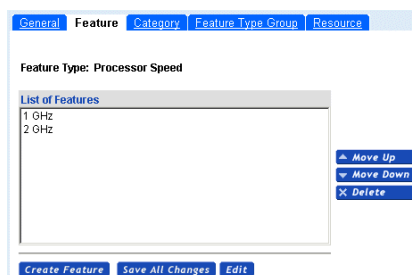 General Feature Category Feature Type Group Resource
Feature Type: Processor Speed
List of Features
1 GHz
2 GHz
Move Up
Move Down
Delete
Create Feature Save All Changes Edit